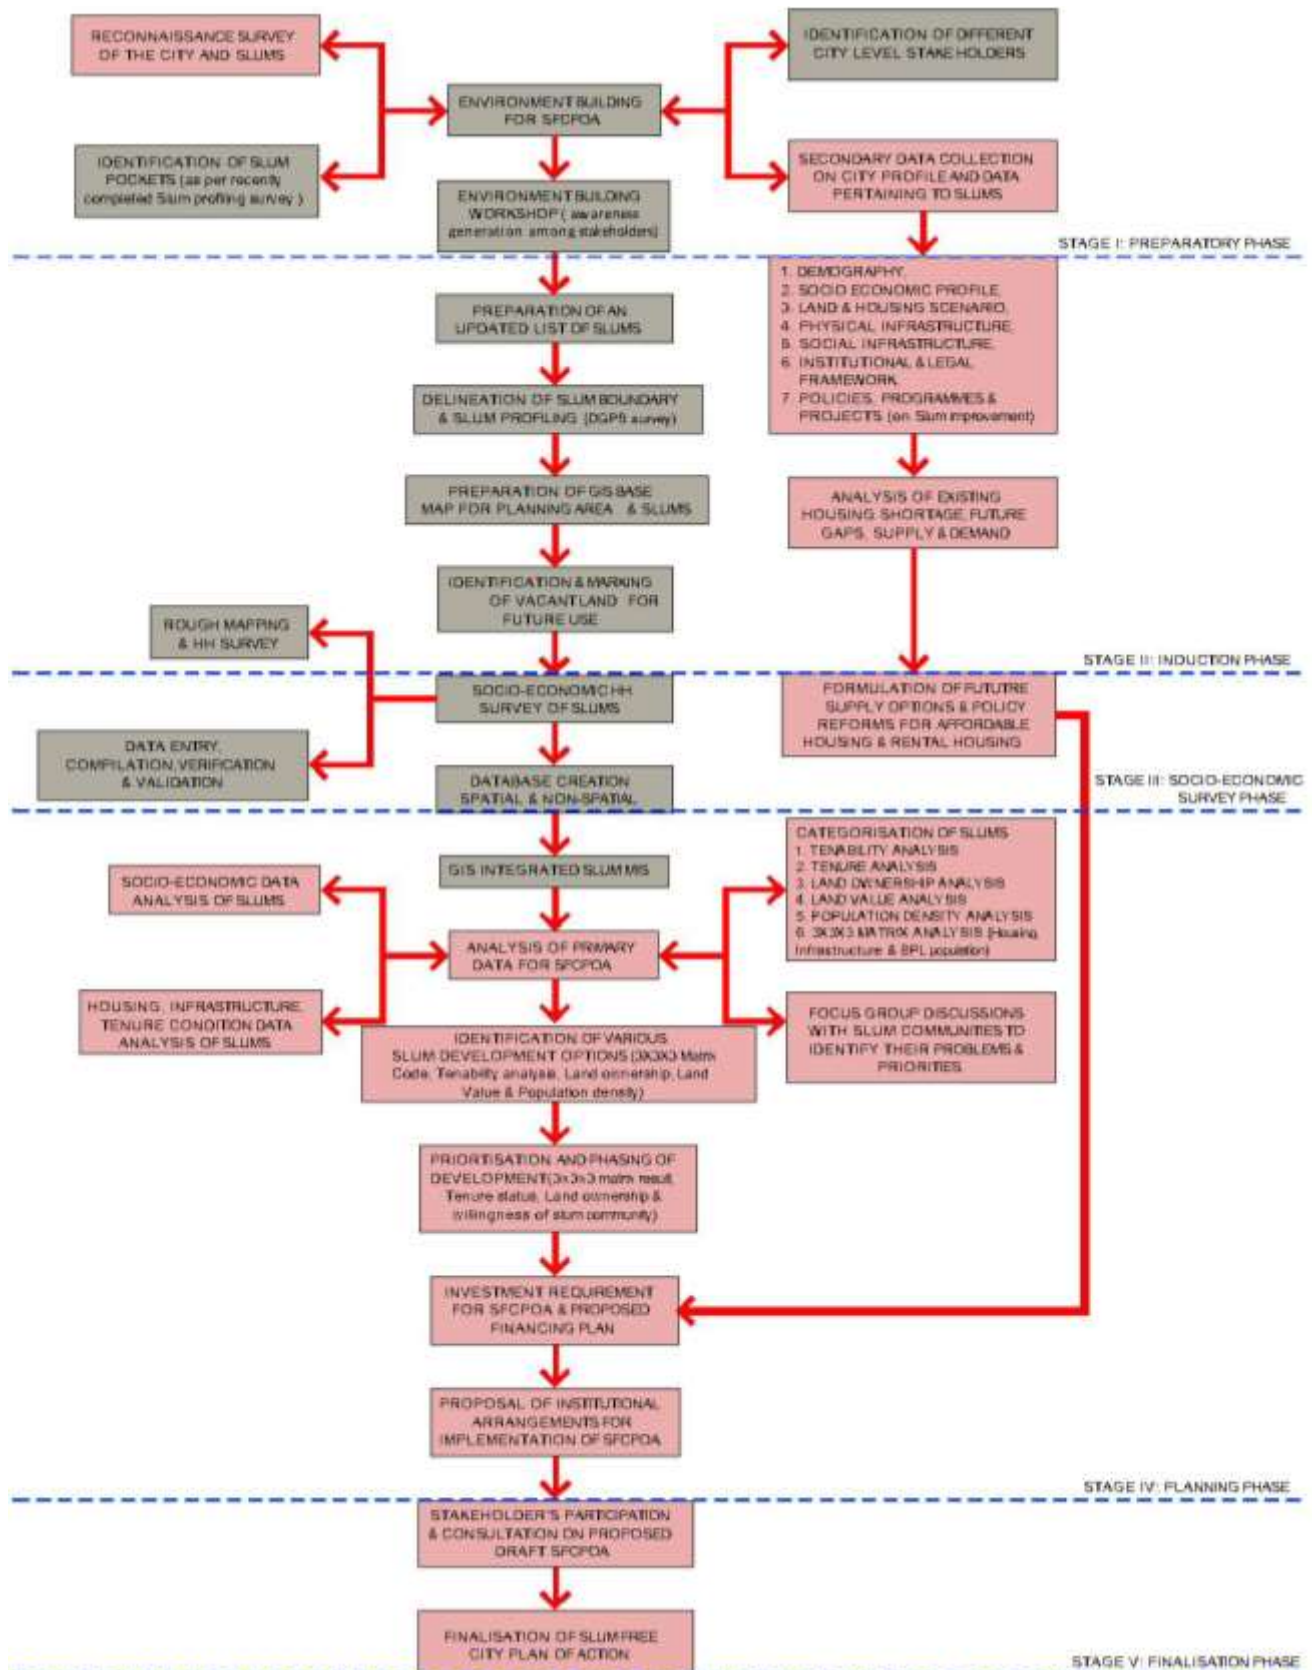 RECONNAISSANCE SURVEY
OF THE CITY AND SLUMS
IDENTIFICATION OF DIFFERENT
CITY LEVEL STAKEHOLDERS
ENVIRONMENT BUILDING
FOR SFCPOA
IDENTIFICATION OF SLUM
POCKETS (as per recently
completed Slum profiling survey )
SECONDARY DATA COLLECTION
ON CITY PROFILE AND DATA
PERTAINING TO SLUMS
ENVIRONMENT BUILDING
WORKSHOP ( awareness
generation among stakeholders)
STAGE I: PREPARATORY PHASE
1. DEMOGRAPHY,
2. SOCIO ECONOMIC PROFILE,
3. LAND & HOUSING SCENARIO,
4. PHYSICAL INFRASTRUCTURE,
5. SOCIAL INFRASTRUCTURE,
6. INSTITUTIONAL & LEGAL
FRAMEWORK
7. POLICIES, PROGRAMMES &
PROJECTS (on Slum improvement)
PREPARATION OF AN
UPDATED LIST OF SLUMS
DELINEATION OF SLUM BOUNDARY
& SLUM PROFILING (DGPS survey)
PREPARATION OF GIS BASE
MAP FOR PLANNING AREA & SLUMS
ANALYSIS OF EXISTING
HOUSING SHORTAGE, FUTURE
GAPS, SUPPLY & DEMAND
IDENTIFICATION & MARKING
OF VACANT LAND FOR
FUTURE USE
ROUGH MAPPING
& HH SURVEY
STAGE II: INDUCTION PHASE
SOCIO-ECONOMIC HH
SURVEY OF SLUMS
FORMULATION OF FUTUTRE
SUPPLY OPTIONS & POLICY
REFORMS FOR AFFORDABLE
HOUSING & RENTAL HOUSING
DATA ENTRY,
COMPILATION, VERIFICATION
& VALIDATION
DATABASE CREATION
SPATIAL & NON-SPATIAL
STAGE III: SOCIO-ECONOMIC
SURVEY PHASE
GIS INTEGRATED SLUM MIS
CATEGORISATION OF SLUMS
1. TENABILITY ANALYSIS
2. TENURE ANALYSIS
3. LAND OWNERSHIP ANALYSIS
4. LAND VALUE ANALYSIS
5. POPULATION DENSITY ANALYSIS
6. 3X3X3 MATRIX ANALYSIS (Housing,
Infrastructure & BPL population)
SOCIO-ECONOMIC DATA
ANALYSIS OF SLUMS
ANALYSIS OF PRIMARY
DATA FOR SFCPOA
HOUSING, INFRASTRUCTURE,
TENURE CONDITION DATA
ANALYSIS OF SLUMS
FOCUS GROUP DISCUSSIONS
WITH SLUM COMMUNITIES TO
IDENTIFY THEIR PROBLEMS &
PRIORITIES
IDENTIFICATION OF VARIOUS
SLUM DEVELOPMENT OPTIONS (3X3X3 Matrix
Code, Tenability analysis, Land ownership, Land
Value & Population density)
PRIORTISATION AND PHASING OF
DEVELOPMENT(3x3x3 matrix result,
Tenure status, Land ownership &
willingness of slum community)
INVESTMENT REQUIREMENT
FOR SFCPOA & PROPOSED
FINANCING PLAN
PROPOSAL OF INSTITUTIONAL
ARRANGEMENTS FOR
IMPLEMENTATION OF SFCPOA
STAGE IV: PLANNING PHASE
STAKEHOLDER'S PARTICIPATION
& CONSULTATION ON PROPOSED
DRAFT SFCPOA
FINALISATION OF SLUM FREE
CITY PLAN OF ACTION
STAGE V: FINALISATION PHASE